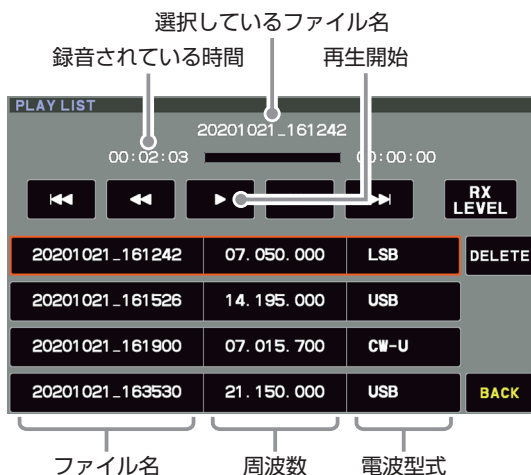 選択しているファイル名
録音されている時間 再生開始
PLAY LIST
20201021_161242
00:02:03 00:00:00
RX LEVEL
20201021_161242 07.050.000 LSB DELETE
20201021_161526 14.195.000 USB
20201021_161900 07.015.700 CW-U
20201021_163530 21.150.000 USB BACK
ファイル名 周波数 電波型式